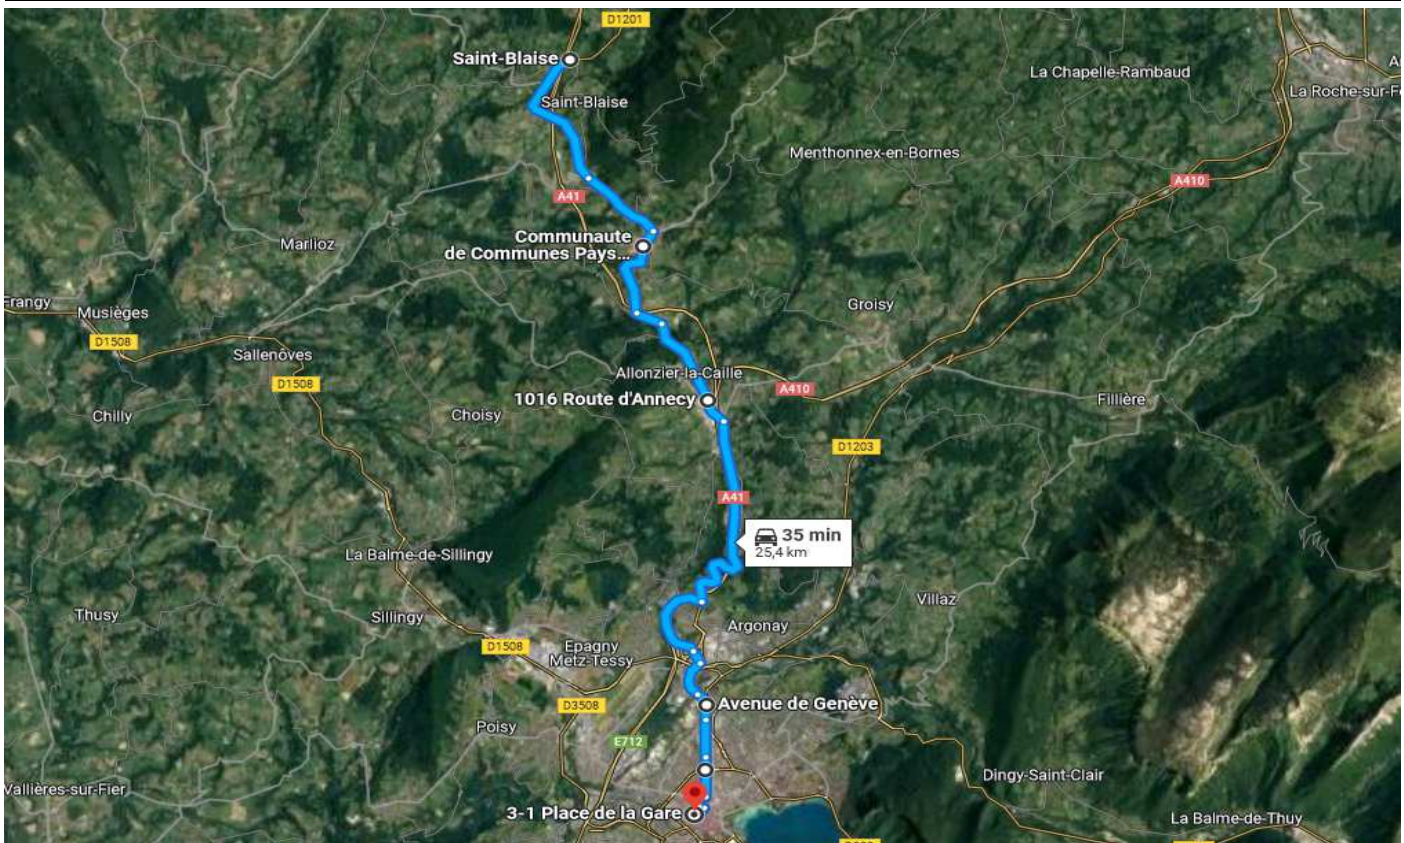 D1201
Saint-Blaise
La Chapelle-Rambaud
La Roche-sur-Fo
Saint-Blaise
Menthonnex-en-Bornes
A410
A41
Communaute
de Communes Pays...
Marlioz
Frangy
Musièges
Groisy
D1508
Sallenôves
Allonzier-la-Caille
D1508
A410
1016 Route d'Annecy
Fillière
Chilly
Choisy
D1203
A41
35 min
25,4 km
La Balme-de-Sillingy
Villaz
Thusy
Sillingy
Argonay
D1508
Epagny
Metz-Tessy
Avenue de Genève
D3508
Poisy
E712
Dingy-Saint-Clair
Vallières-sur-Fier
3-1 Place de la Gare
La Balme-de-Thuy